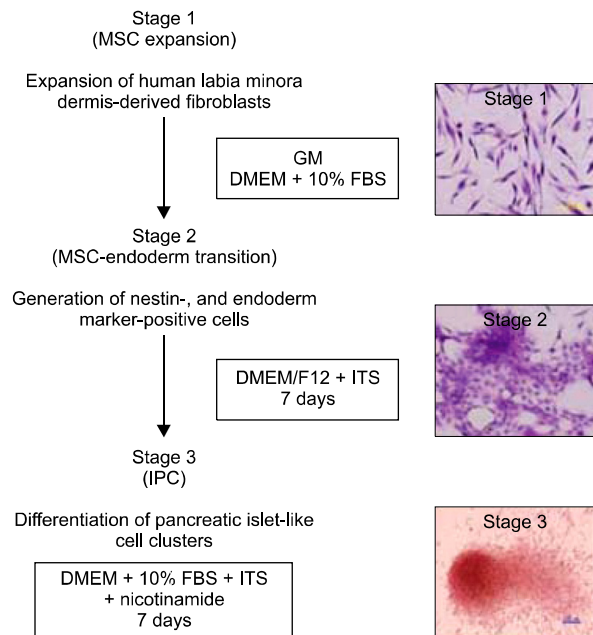 Stage 1
(MSC expansion)
Expansion of human labia minora
dermis-derived fibroblasts
GM
DMEM + 10% FBS
Stage 1
Stage 2
(MSC-endoderm transition)
Generation of nestin-, and endoderm
marker-positive cells
DMEM/F12 + ITS
7 days
Stage 2
Stage 3
(IPC)
Differentiation of pancreatic islet-like
cell clusters
DMEM + 10% FBS + ITS
+ nicotinamide
7 days
Stage 3